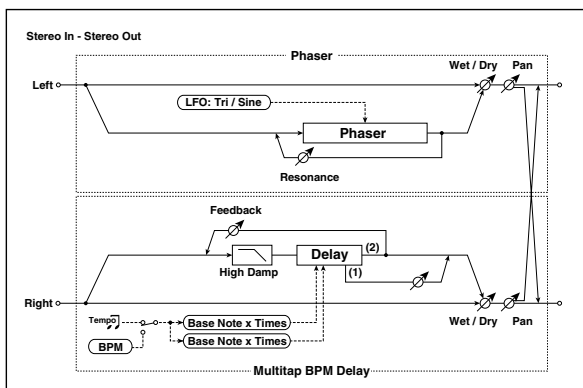 Stereo In - Stereo Out
Phaser
Wet / Dry
Pan
Left
LFO: Tri / Sine
Phaser
Resonance
Feedback
High Damp
Delay
(2)
(1)
Right
Tempo
BPM
Base Note x Times
Base Note x Times
Wet / Dry
Pan
Multitap BPM Delay